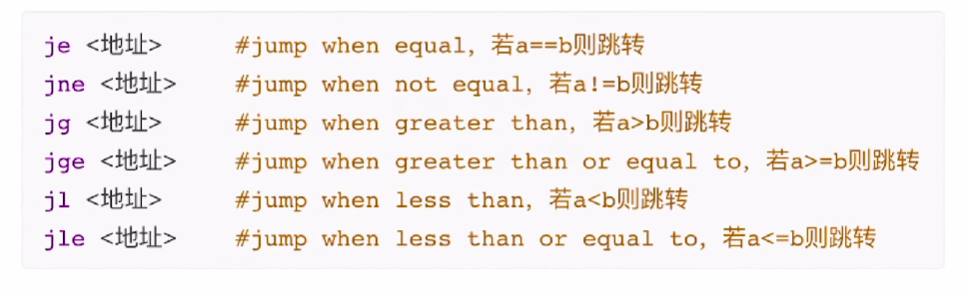 je <地址> #jump when equal，若a==b则跳转
jne <地址> #jump when not equal，若a!=b则跳转
jg <地址> #jump when greater than，若a>b则跳转
jge <地址> #jump when greater than or equal to，若a>=b则跳转
jl <地址> #jump when less than，若a<b则跳转
jle <地址> #jump when less than or equal to，若a<=b则跳转